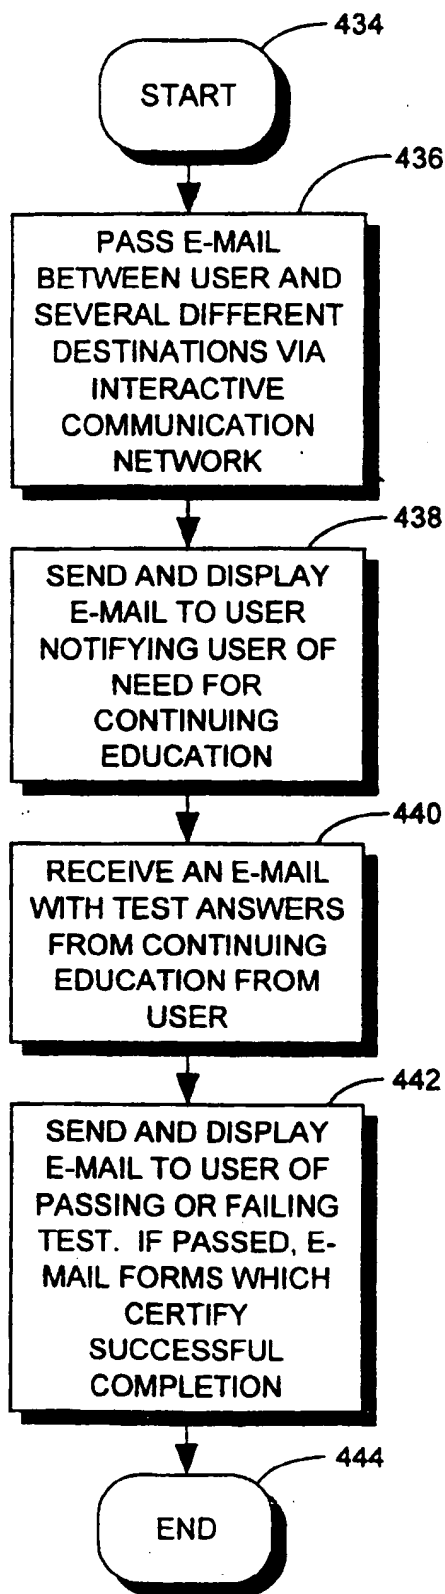 434
START
436
PASS E-MAIL
BETWEEN USER AND
SEVERAL DIFFERENT
DESTINATIONS VIA
INTERACTIVE
COMMUNICATION
NETWORK
438
SEND AND DISPLAY
E-MAIL TO USER
NOTIFYING USER OF
NEED FOR
CONTINUING
EDUCATION
440
RECEIVE AN E-MAIL
WITH TEST ANSWERS
FROM CONTINUING
EDUCATION FROM
USER
442
SEND AND DISPLAY
E-MAIL TO USER OF
PASSING OR FAILING
TEST. IF PASSED, E-
MAIL FORMS WHICH
CERTIFY
SUCCESSFUL
COMPLETION
444
END